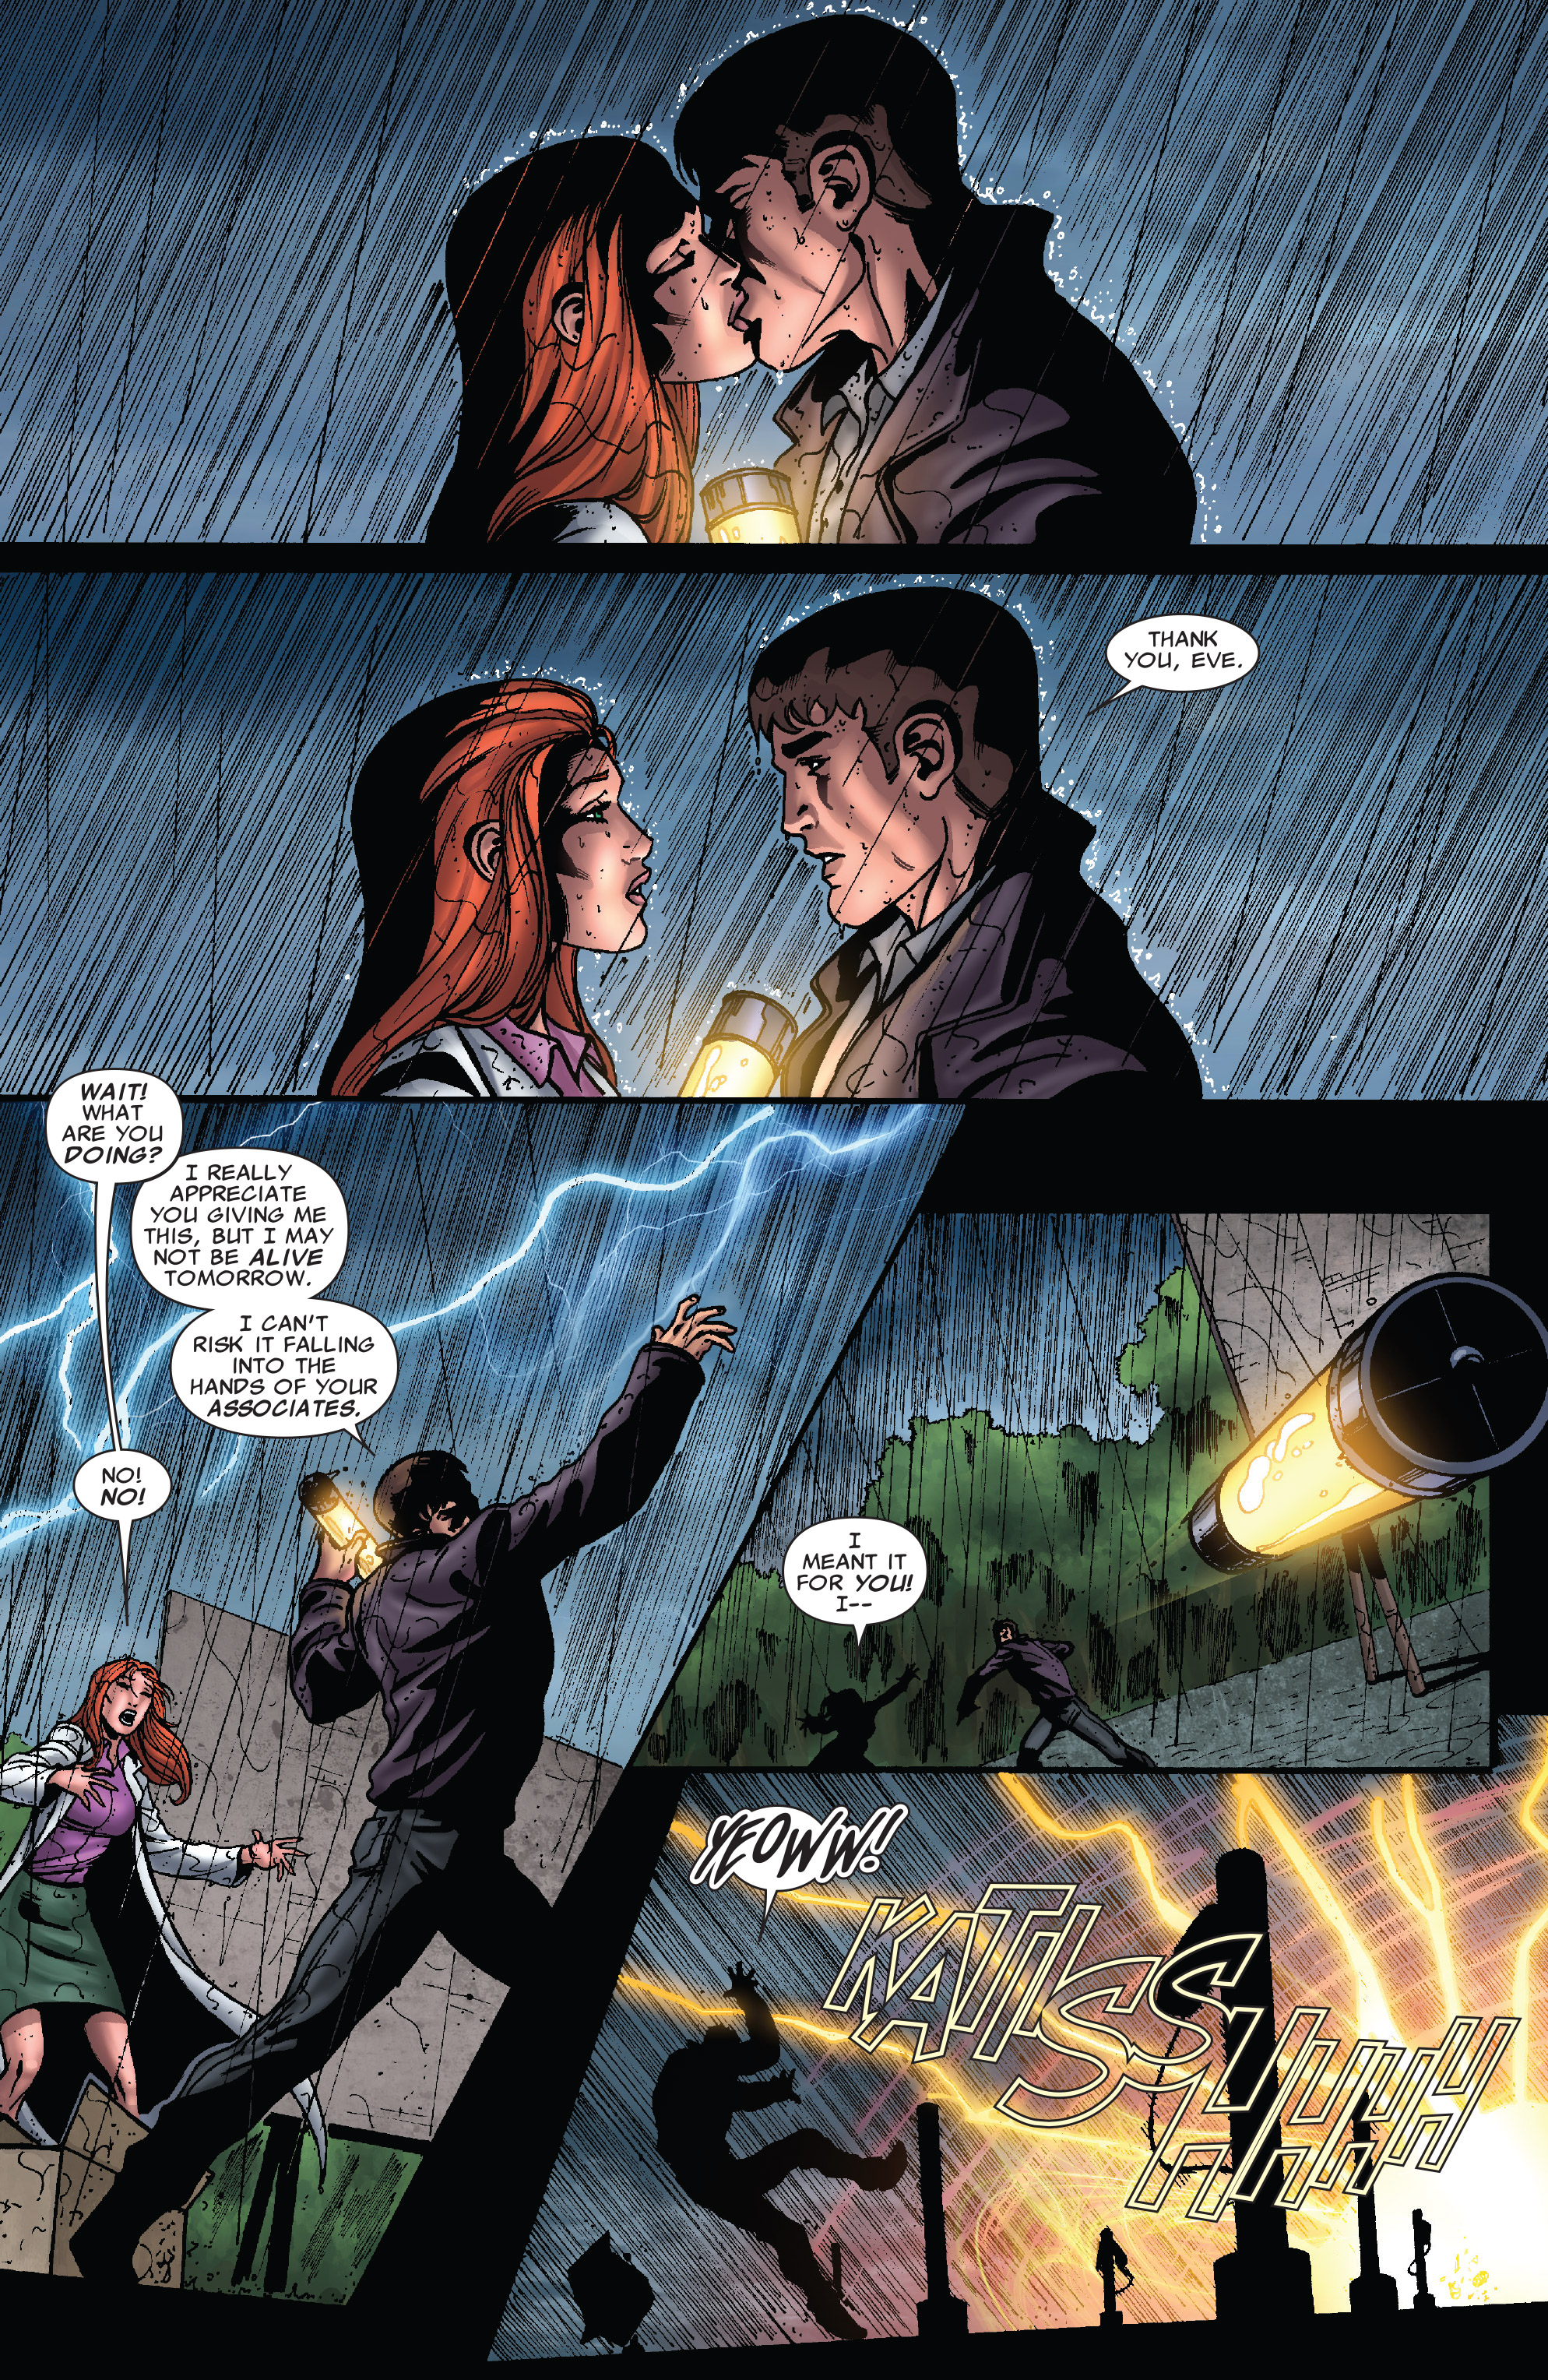 THANK
YOU, EVE.
WAIT!
WHAT
ARE YOU
DOING?
I REALLY
APPRECIATE
YOU GIVING ME
THIS, BUT I MAY
NOT BE ALIVE
TOMORROW.
I CAN'T
RISK IT FALLING
INTO THE
HANDS OF YOUR
ASSOCIATES.
NO!
NO!
I
MEANT IT
FOR YOU!
I--
YEOWW!